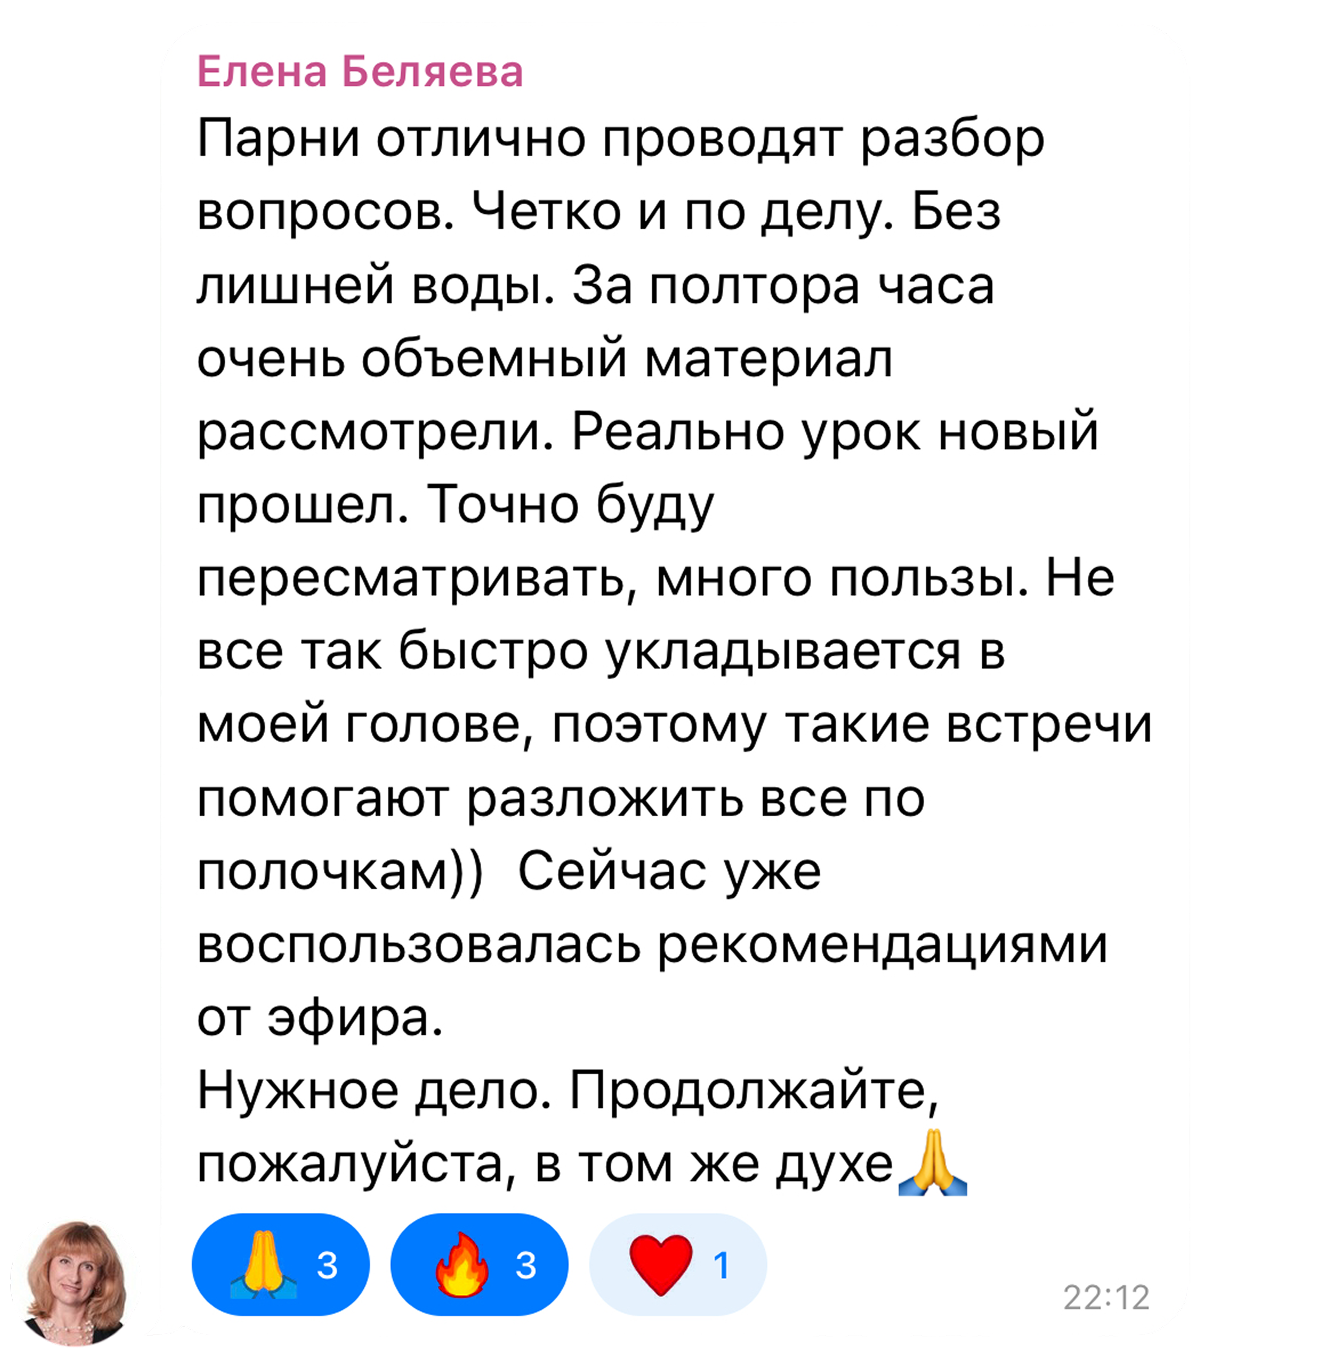 Елена Беляева
Парни отлично проводят разбор
вопросов. Четко и по делу. Без
лишней воды. За полтора часа
очень объемный материал
рассмотрели. Реально урок новый
прошел. Точно буду
пересматривать, много пользы. Не
все так быстро укладывается в
моей голове, поэтому такие встречи
помогают разложить все по
полочкам))  Сейчас уже
воспользовалась рекомендациями
от эфира.
Нужное дело. Продолжайте,
пожалуйста, в том же духе🙏
🙏 3 🔥 3 ❤️ 1
22:12